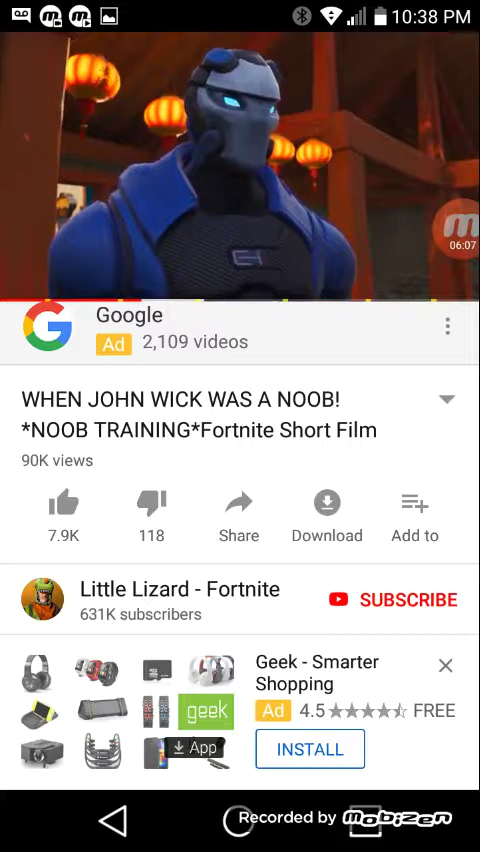 10:38 PM
06:07
Google
Ad 2,109 videos
WHEN JOHN WICK WAS A NOOB!
*NOOB TRAINING*Fortnite Short Film
90K views
7.9K 118 Share Download Add to
Little Lizard - Fortnite
631K subscribers
SUBSCRIBE
Geek - Smarter
Shopping
Ad 4.5 FREE
geek
App
INSTALL
Recorded by Mobizen